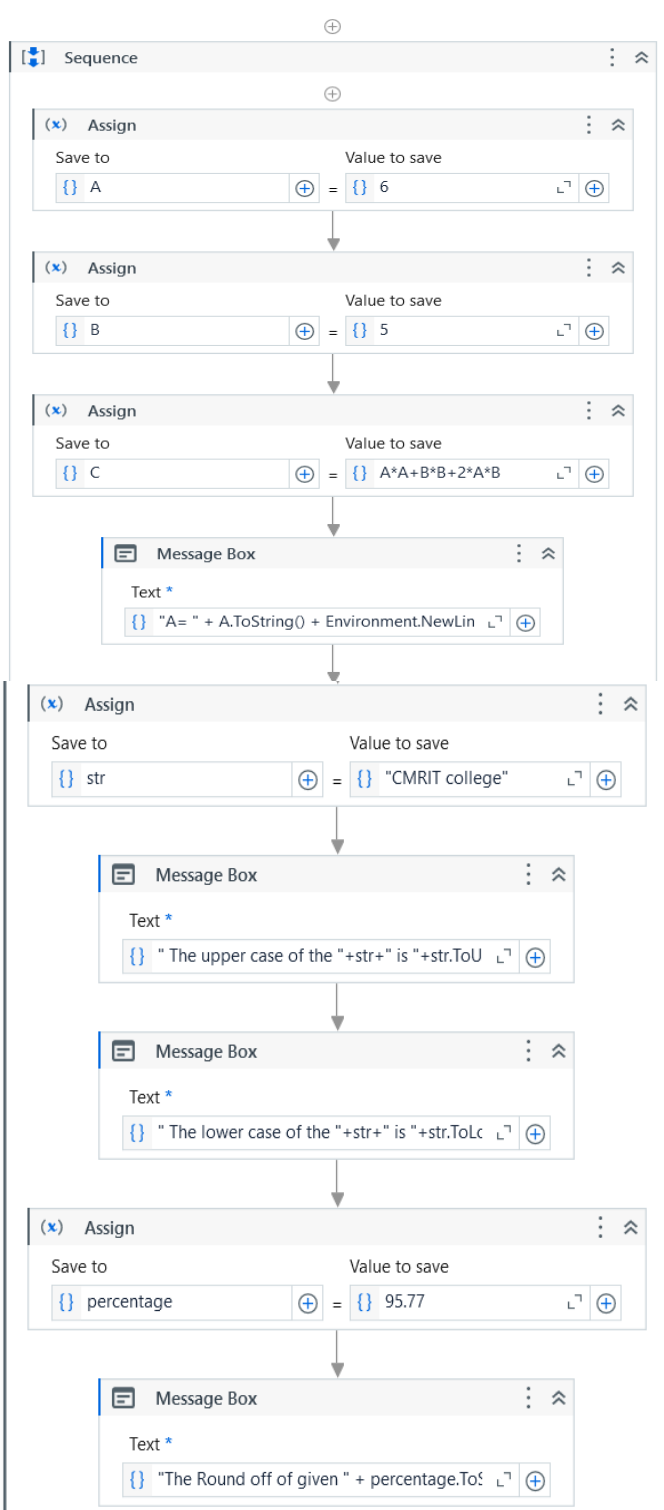 Sequence
(x) Assign
Save to Value to save
{} A = {} 6
(x) Assign
Save to Value to save
{} B = {} 5
(x) Assign
Save to Value to save
{} C = {} A*A+B*B+2*A*B
Message Box
Text *
{} "A= " + A.ToString() + Environment.NewLin
(x) Assign
Save to Value to save
{} str = {} "CMRIT college"
Message Box
Text *
{} " The upper case of the "+str+" is "+str.ToU
Message Box
Text *
{} " The lower case of the "+str+" is "+str.ToLo
(x) Assign
Save to Value to save
{} percentage = {} 95.77
Message Box
Text *
{} "The Round off of given " + percentage.ToS